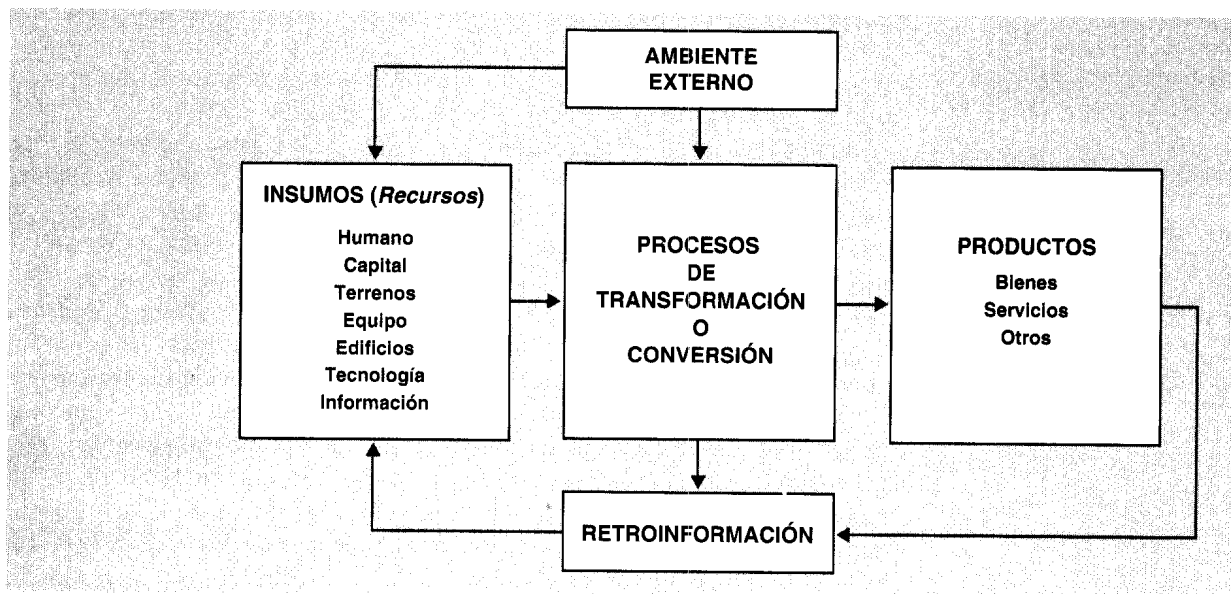 AMBIENTE
EXTERNO
INSUMOS (Recursos)
Humano
Capital
Terrenos
Equipo
Edificios
Tecnología
Información
PROCESOS
DE
TRANSFORMACIÓN
O
CONVERSIÓN
PRODUCTOS
Bienes
Servicios
Otros
RETROINFORMACIÓN